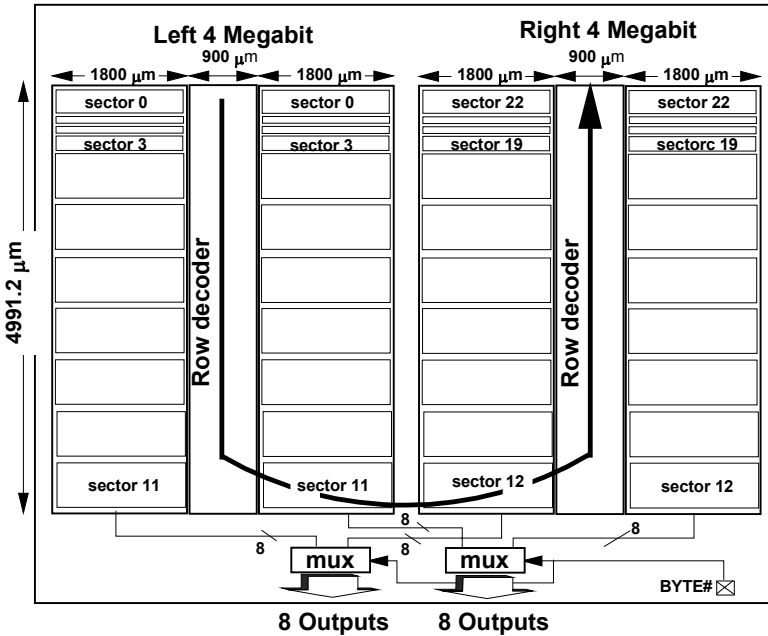 Left 4 Megabit
Right 4 Megabit
900 μm
900 μm
1800 μm
1800 μm
1800 μm
1800 μm
sector 0
sector 0
sector 22
sector 22
sector 3
sector 3
sector 19
sectorc 19
4991.2 μm
Row decoder
Row decoder
sector 11
sector 11
sector 12
sector 12
8
8
8
8
mux
mux
BYTE#
8 Outputs
8 Outputs